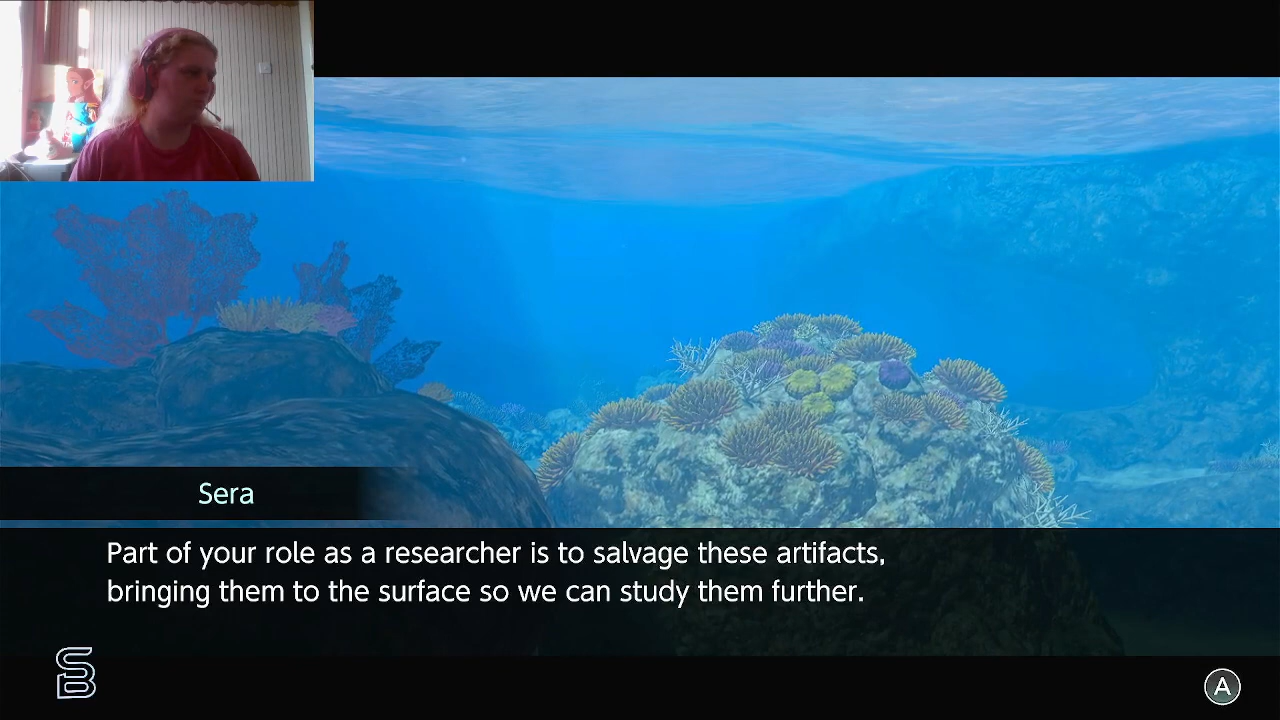 Sera
Part of your role as a researcher is to salvage these artifacts,
bringing them to the surface so we can study them further.
SB
A